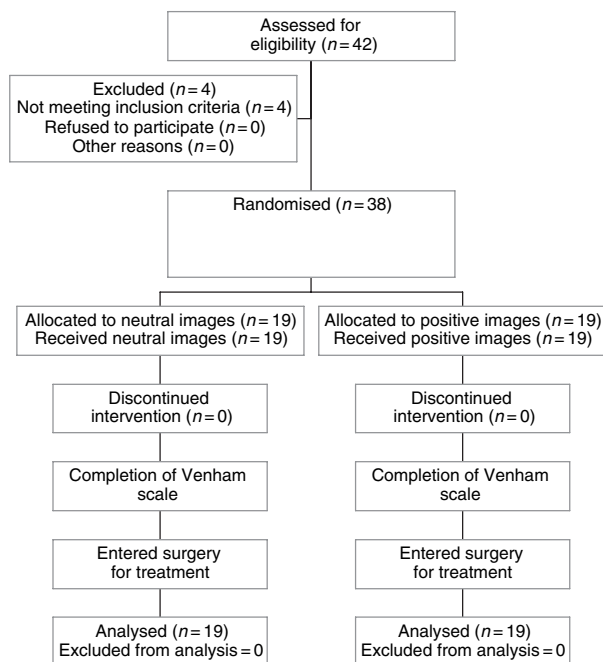 Assessed for
eligibility (n=42)
Excluded (n=4)
Not meeting inclusion criteria (n=4)
Refused to participate (n=0)
Other reasons (n=0)
Randomised (n=38)
Allocated to neutral images (n=19)
Received neutral images (n=19)
Allocated to positive images (n=19)
Received positive images (n=19)
Discontinued
intervention (n=0)
Discontinued
intervention (n=0)
Completion of Venham
scale
Completion of Venham
scale
Entered surgery
for treatment
Entered surgery
for treatment
Analysed (n=19)
Excluded from analysis=0
Analysed (n=19)
Excluded from analysis=0